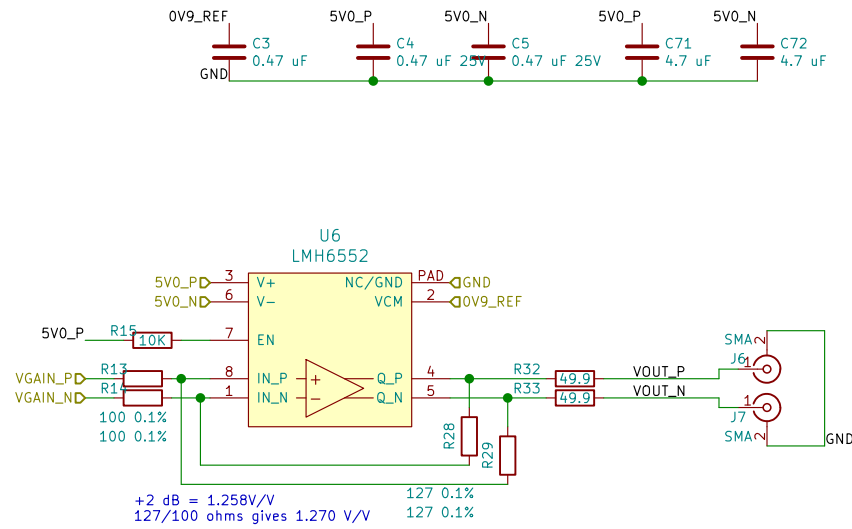 0V9_REF 5V0_P 5V0_N 5V0_P 5V0_N
C3 C4 C5 C71 C72
0.47 uF 0.47 uF 25V 0.47 uF 25V 4.7 uF 4.7 uF
GND
U6
LMH6552
5V0_P 3 V+ NC/GND PAD GND
5V0_N 6 V- VCM 2 0V9_REF
5V0_P R15 10K 7 EN
SMA 2
J6 1
VGAIN_P R13 8 IN_P + Q_P 4 R32 49.9 VOUT_P
VGAIN_N R14 1 IN_N - Q_N 5 R33 49.9 VOUT_N
1
J7
SMA 2
GND
100 0.1%
100 0.1%
R28
R29
127 0.1%
127 0.1%
+2 dB = 1.258V/V
127/100 ohms gives 1.270 V/V